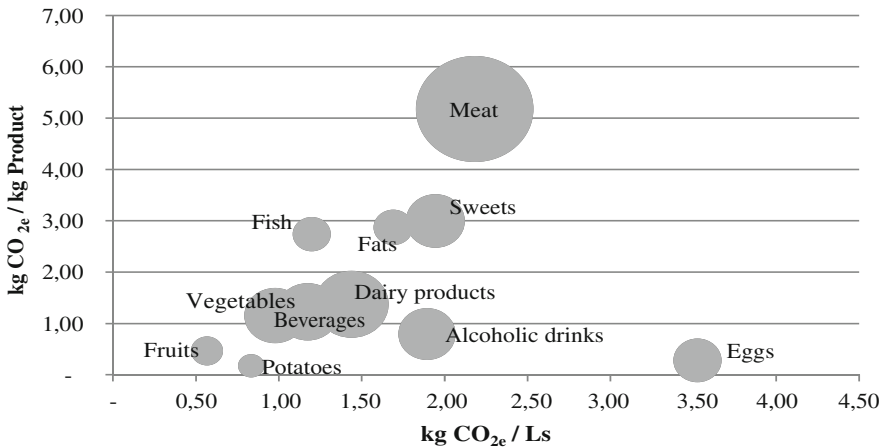 7,00
6,00
5,00
4,00
3,00
2,00
1,00
-
kg CO 2e / kg Product
Meat
Sweets
Fish
Fats
Vegetables
Dairy products
Beverages
Alcoholic drinks
Fruits
Potatoes
Eggs
- 0,50 1,00 1,50 2,00 2,50 3,00 3,50 4,00 4,50
kg CO2e / Ls